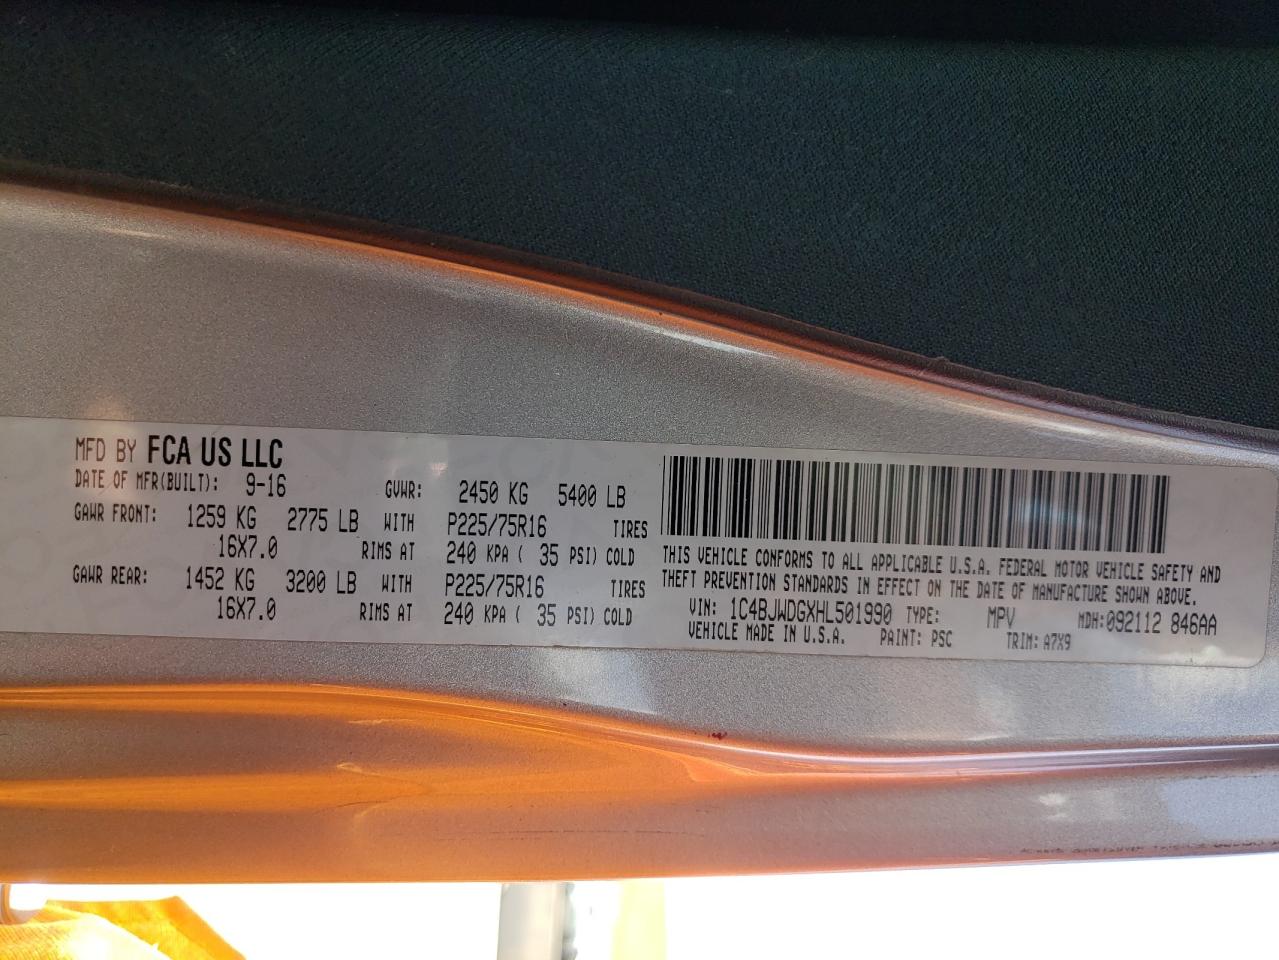 MFD BY FCA US LLC
DATE OF MFR(BUILT): 9-16 GVWR: 2450 KG 5400 LB
GAWR FRONT: 1259 KG 2775 LB WITH P225/75R16 TIRES
16X7.0 RIMS AT 240 KPA ( 35 PSI) COLD
GAWR REAR: 1452 KG 3200 LB WITH P225/75R16 TIRES
16X7.0 RIMS AT 240 KPA ( 35 PSI) COLD
THIS VEHICLE CONFORMS TO ALL APPLICABLE U.S.A. FEDERAL MOTOR VEHICLE SAFETY AND
THEFT PREVENTION STANDARDS IN EFFECT ON THE DATE OF MANUFACTURE SHOWN ABOVE.
VIN: 1C4BJWDGXHL501990 TYPE: MPV MDH:092112 846AA
VEHICLE MADE IN U.S.A. PAINT: PSC TRIM: A7X9